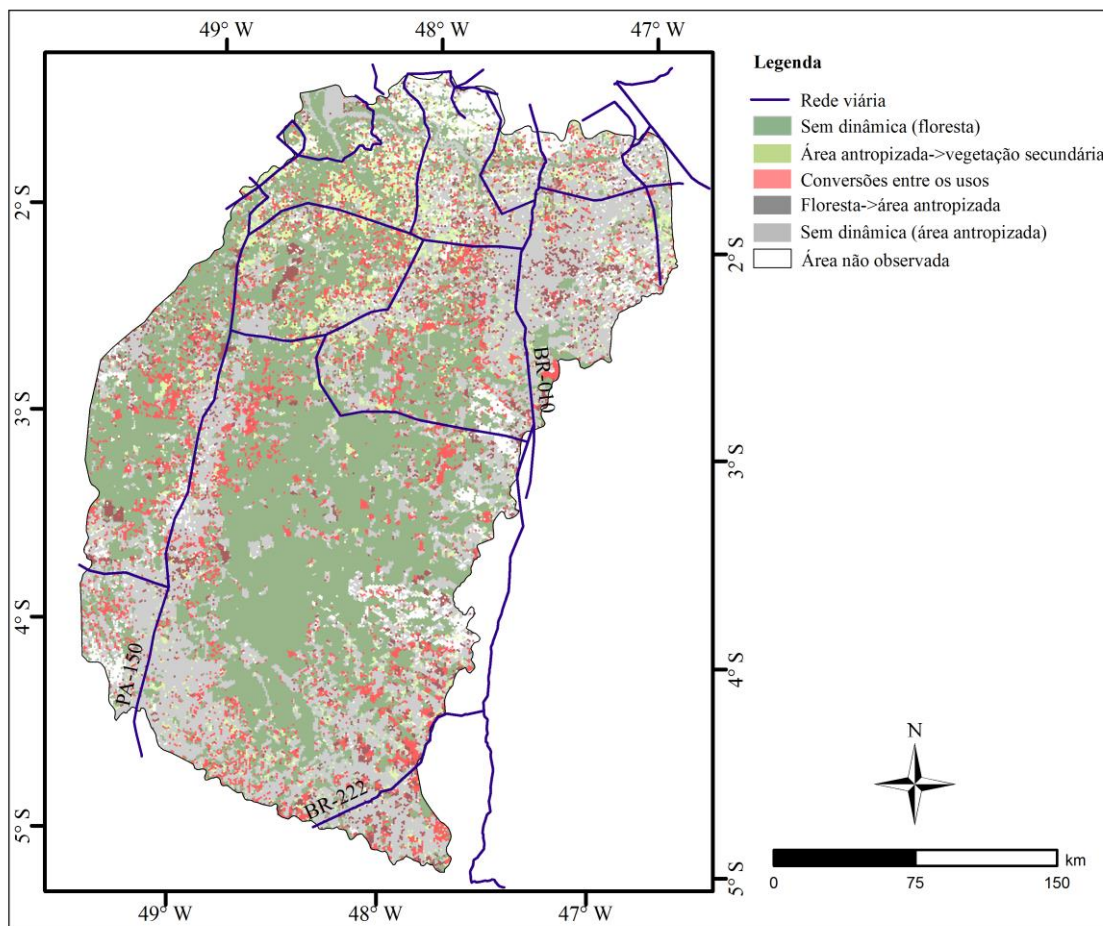 49° W
48° W
47° W
Legenda
Rede viária
Sem dinâmica (floresta)
Área antropizada->vegetação secundária
Conversões entre os usos
Floresta->área antropizada
Sem dinâmica (área antropizada)
Área não observada
2° S
2° S
3° S
3° S
4° S
4° S
5° S
5° S
BR-010
PA-150
BR-222
N
km
0
75
150
49° W
48° W
47° W